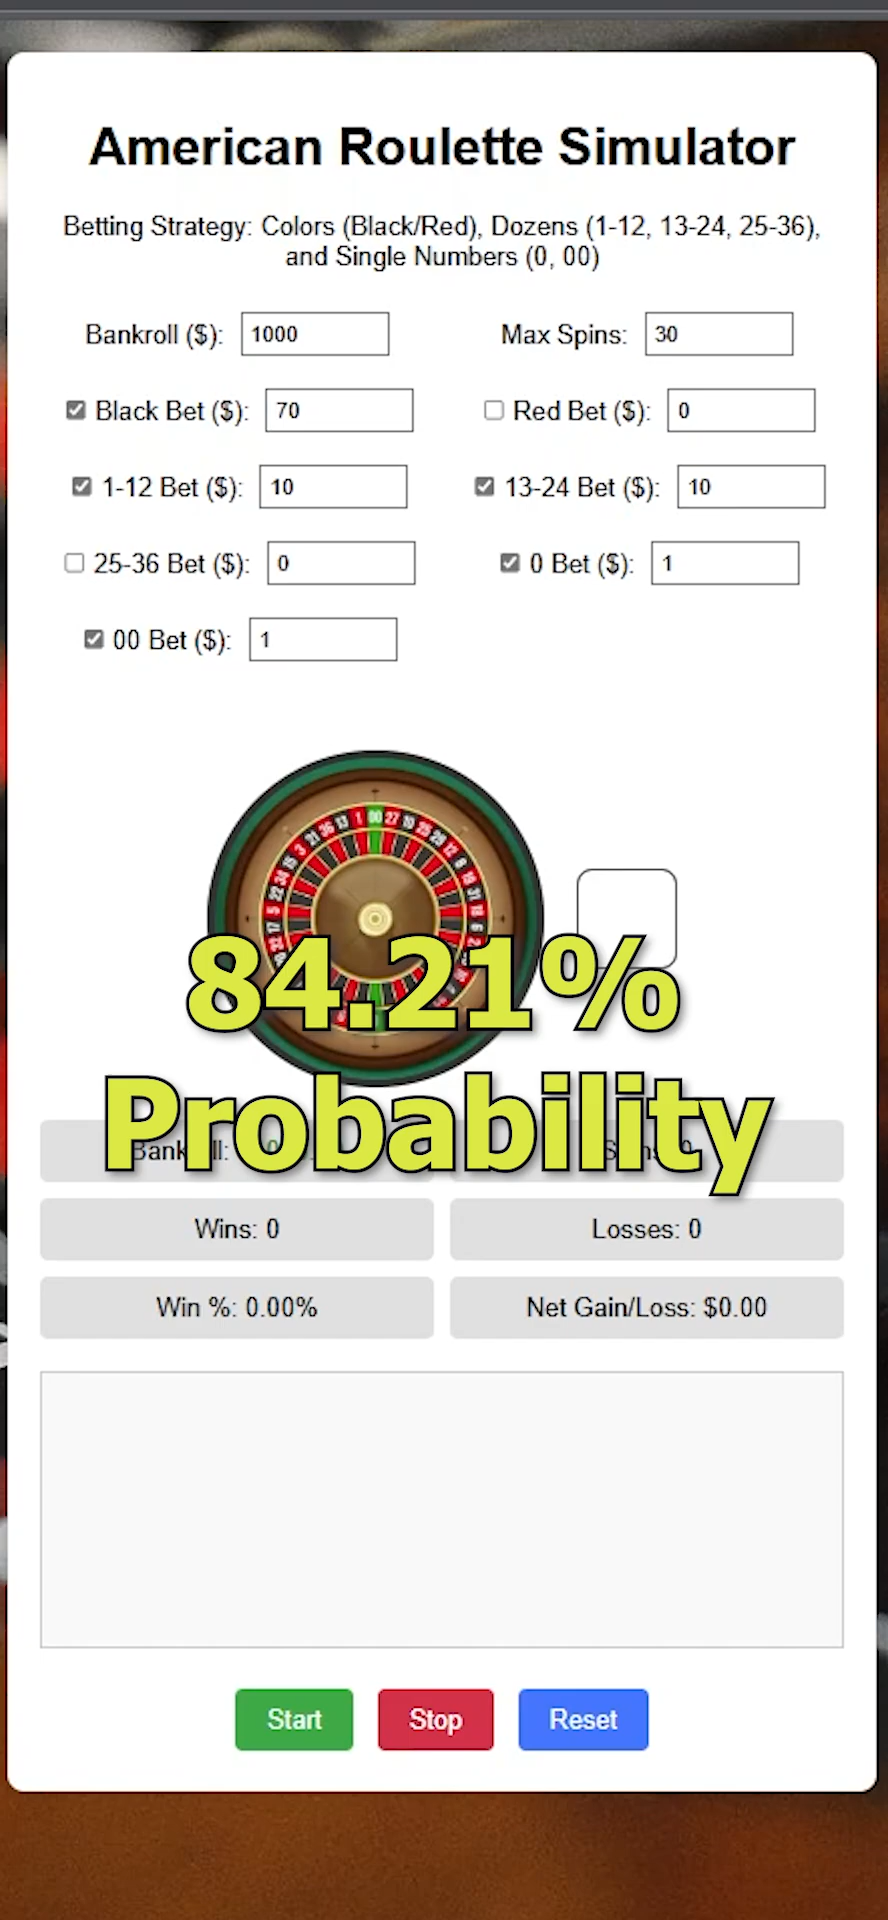 American Roulette Simulator
Betting Strategy: Colors (Black/Red), Dozens (1-12, 13-24, 25-36),
and Single Numbers (0, 00)
Bankroll ($): 1000 Max Spins: 30
Black Bet ($): 70 Red Bet ($): 0
1-12 Bet ($): 10 13-24 Bet ($): 10
25-36 Bet ($): 0 0 Bet ($): 1
00 Bet ($): 1
84.21%
Probability
Wins: 0 Losses: 0
Win %: 0.00% Net Gain/Loss: $0.00
Start Stop Reset